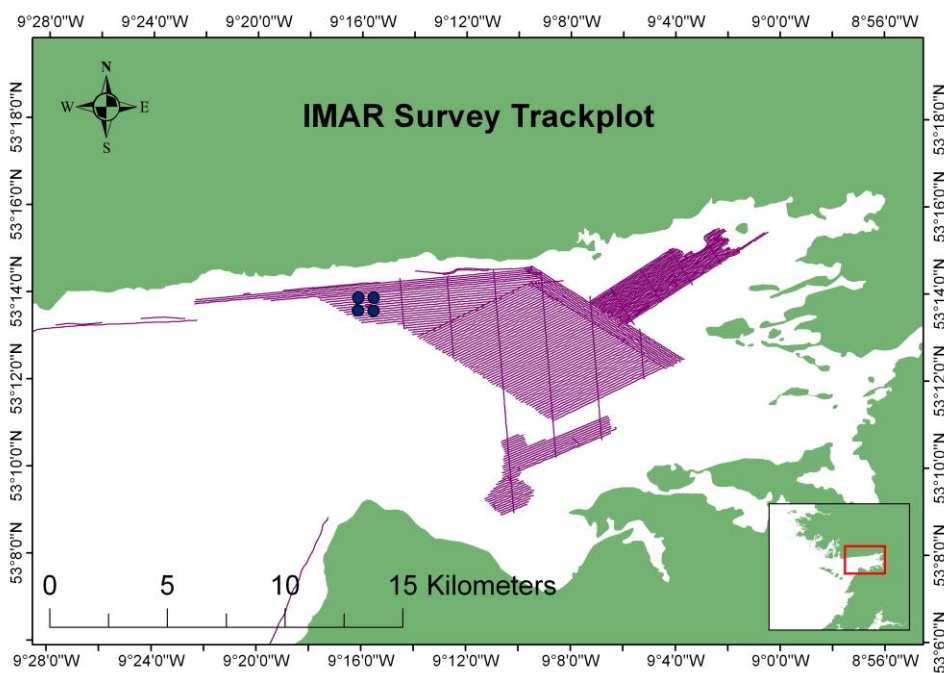 9°28'0"W 9°24'0"W 9°20'0"W 9°16'0"W 9°12'0"W 9°8'0"W 9°4'0"W 9°0'0"W 8°56'0"W
N
W E
S
IMAR Survey Trackplot
53°18'0"N 53°18'0"N
53°16'0"N 53°16'0"N
53°14'0"N 53°14'0"N
53°12'0"N 53°12'0"N
53°10'0"N 53°10'0"N
53°8'0"N 53°8'0"N
53°6'0"N
0 5 10 15 Kilometers
9°28'0"W 9°24'0"W 9°20'0"W 9°16'0"W 9°12'0"W 9°8'0"W 9°4'0"W 9°0'0"W 8°56'0"W